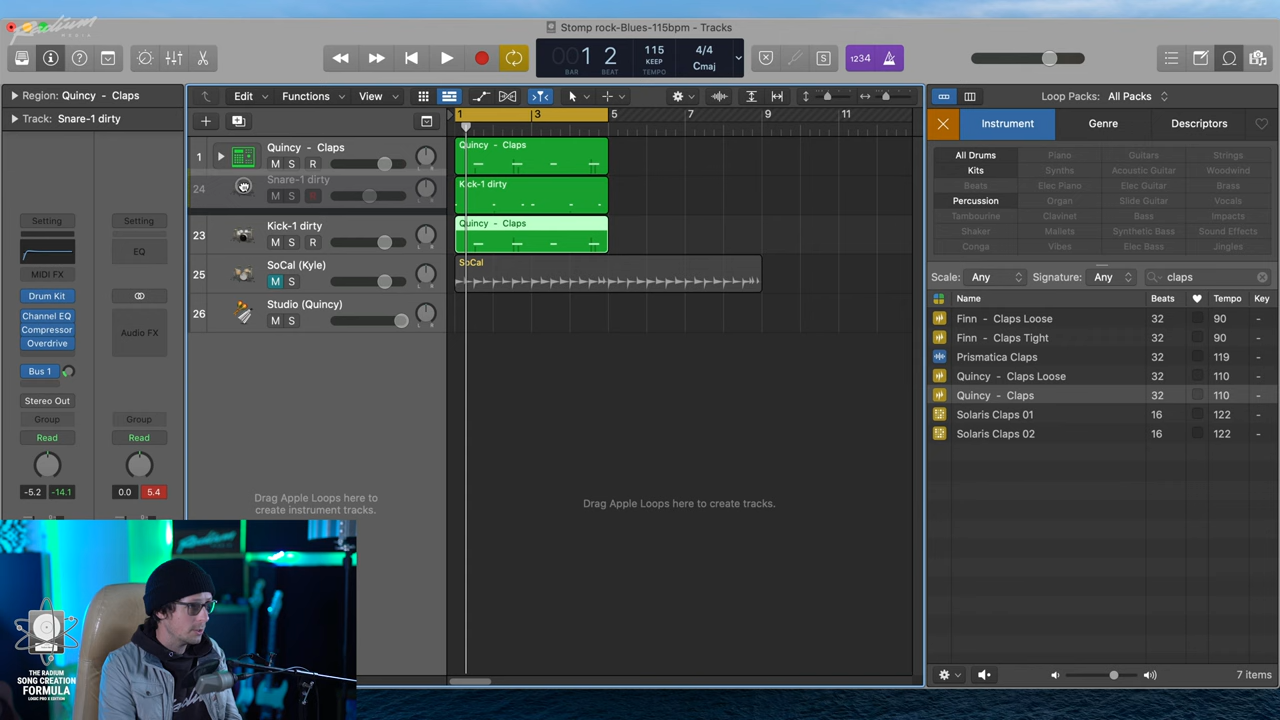 Radium
MEDIA
Stomp rock-Blues-115bpm - Tracks
001 2
BAR BEAT
115
KEEP
TEMPO
4/4
Cmaj
S
1234
Region: Quincy - Claps
Track: Snare-1 dirty
Edit Functions View
1 3 5 7 9 11
1 Quincy - Claps
M S R
24 Snare-1 dirty
M S R
23 Kick-1 dirty
M S R
25 SoCal (Kyle)
M S
26 Studio (Quincy)
M S
Quincy - Claps
Kick-1 dirty
Quincy - Claps
SoCal
Setting Setting
EQ
MIDI FX
Drum Kit
Channel EQ
Compressor
Overdrive
Audio FX
Bus 1
Stereo Out
Group Group
Read Read
-5.2 -14.1 0.0 5.4
Drag Apple Loops here to
create instrument tracks.
Drag Apple Loops here to create tracks.
Loop Packs: All Packs
Instrument Genre Descriptors
All Drums Piano Guitars Strings
Kits Synths Acoustic Guitar Woodwind
Beats Elec Piano Electric Guitar Brass
Percussion Organ Slide Guitar Vocals
Tambourine Clavinet Bass Impacts
Shaker Mallets Synthetic Bass Sound Effects
Conga Vibes Elec Bass Jingles
Scale: Any Signature: Any claps
Name Beats Tempo Key
Finn - Claps Loose 32 90 -
Finn - Claps Tight 32 90 -
Prismatica Claps 32 119 -
Quincy - Claps Loose 32 110 -
Quincy - Claps 32 110 -
Solaris Claps 01 16 122 -
Solaris Claps 02 16 122 -
7 items
Radium
THE RADIUM
SONG CREATION
FORMULA
LOGIC PRO X EDITION